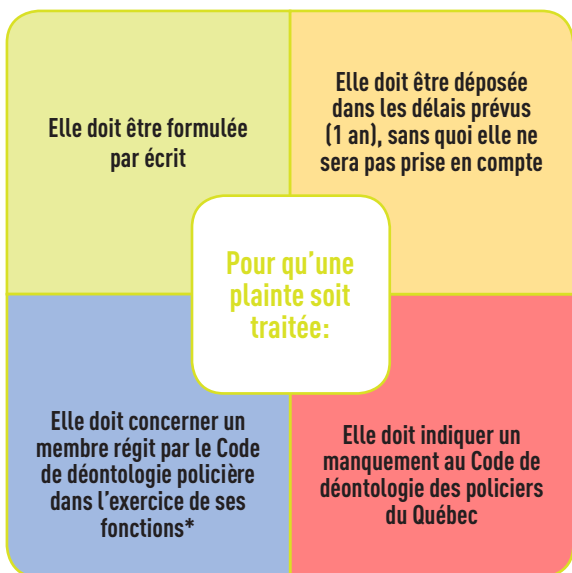 Elle doit être formulée
par écrit
Elle doit être déposée
dans les délais prévus
(1 an), sans quoi elle ne
sera pas prise en compte
Pour qu'une
plainte soit
traitée:
Elle doit concerner un
membre régit par le Code
de déontologie policière
dans l'exercice de ses
fonctions*
Elle doit indiquer un
manquement au Code de
déontologie des policiers
du Québec